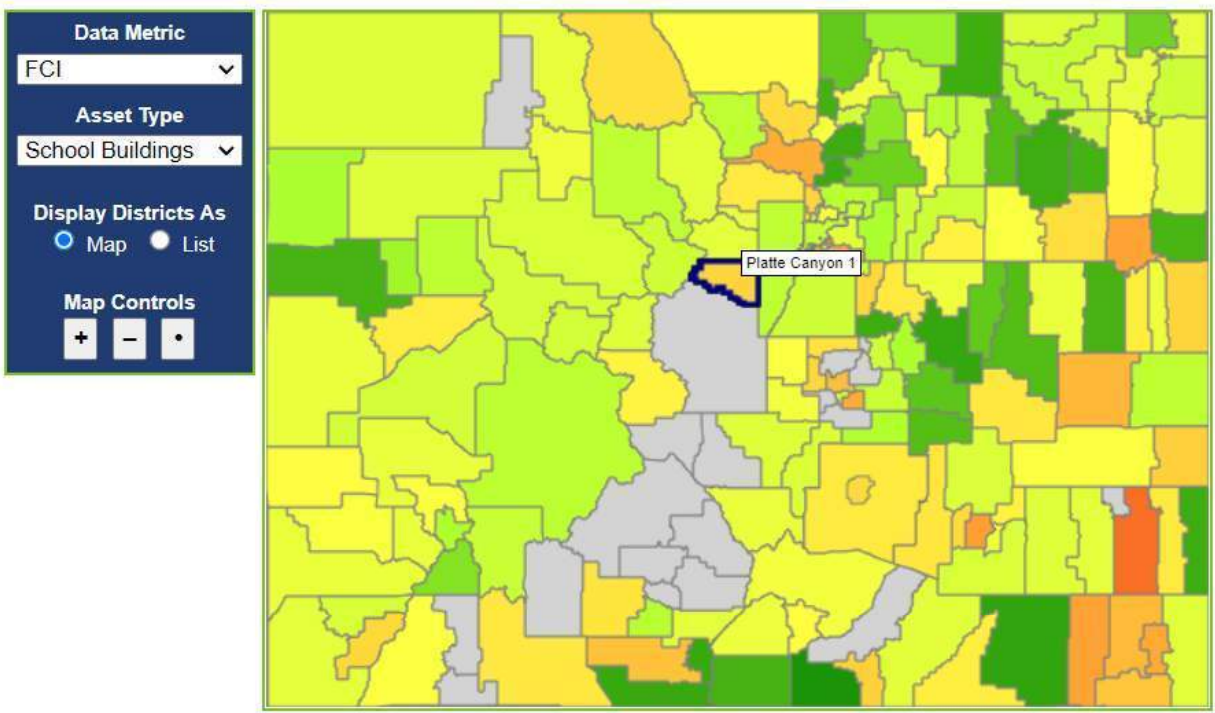 Data Metric
FCI
Asset Type
School Buildings
Display Districts As
Map List
Map Controls
+ – •
Platte Canyon 1